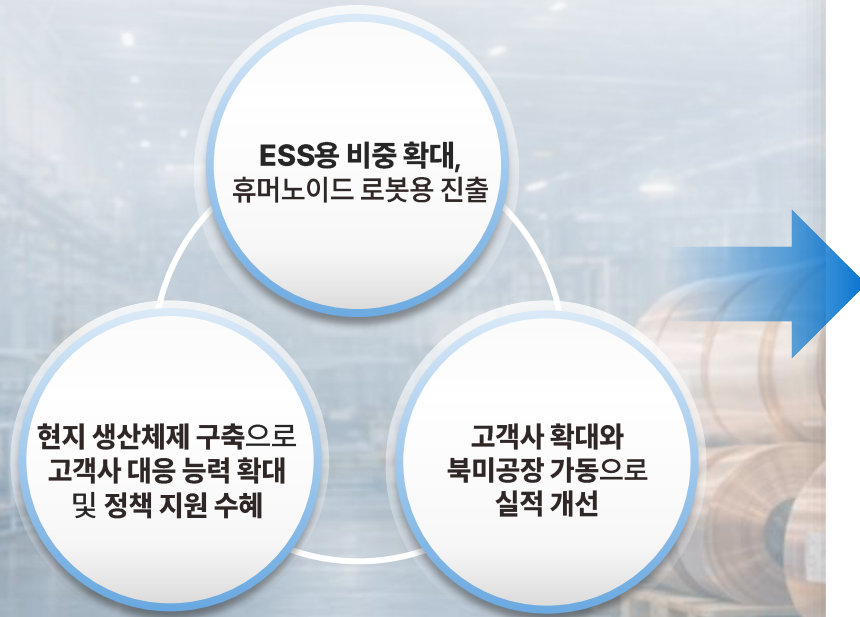 ESS용 비중 확대,
휴머노이드 로봇용 진출
현지 생산체제 구축으로
고객사 대응 능력 확대
및 정책 지원 수혜
고객사 확대와
북미공장 가동으로
실적 개선